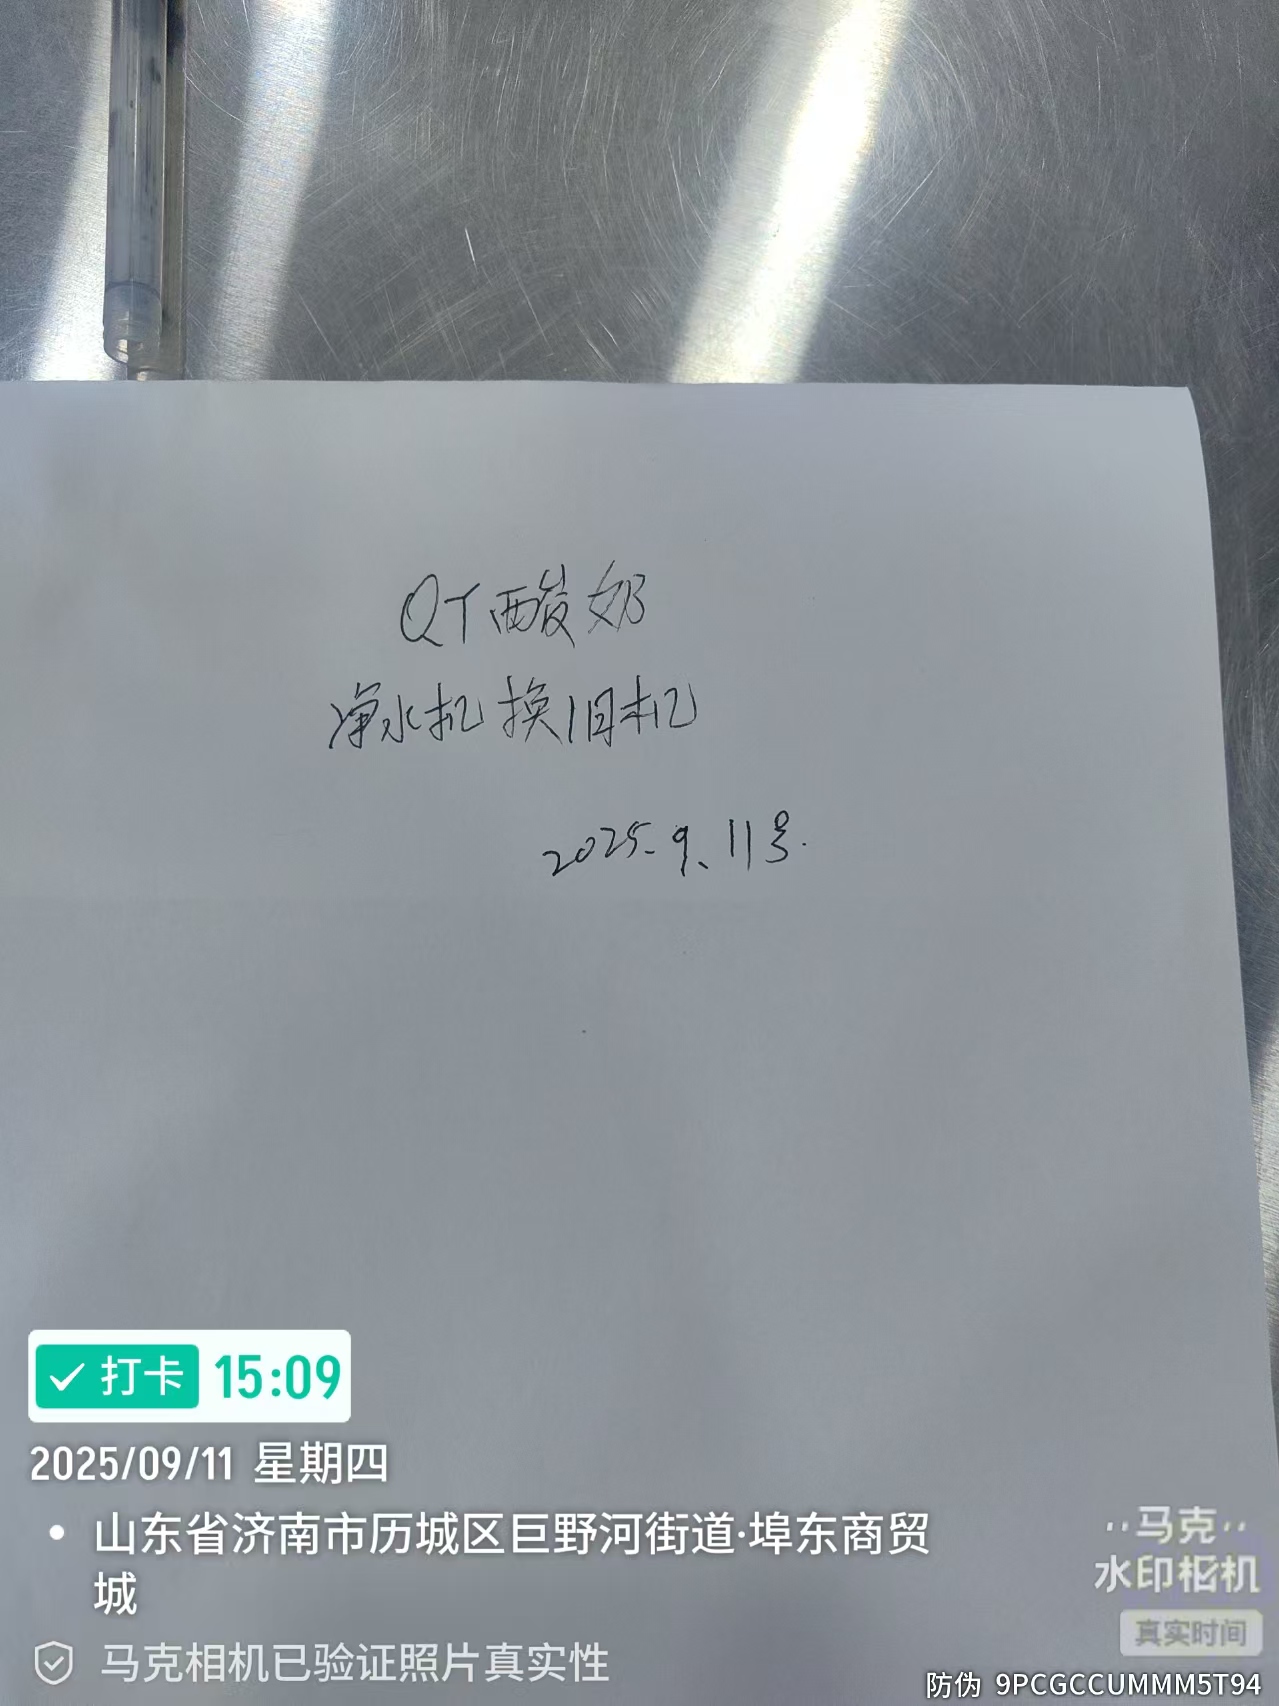 QT酸奶
净水机换旧机
2025.9.11号.
打卡 15:09
2025/09/11 星期四
山东省济南市历城区巨野河街道·埠东商贸
城
马克相机已验证照片真实性
马克
水印相机
真实时间
防伪 9PCGCCUMMM5T94